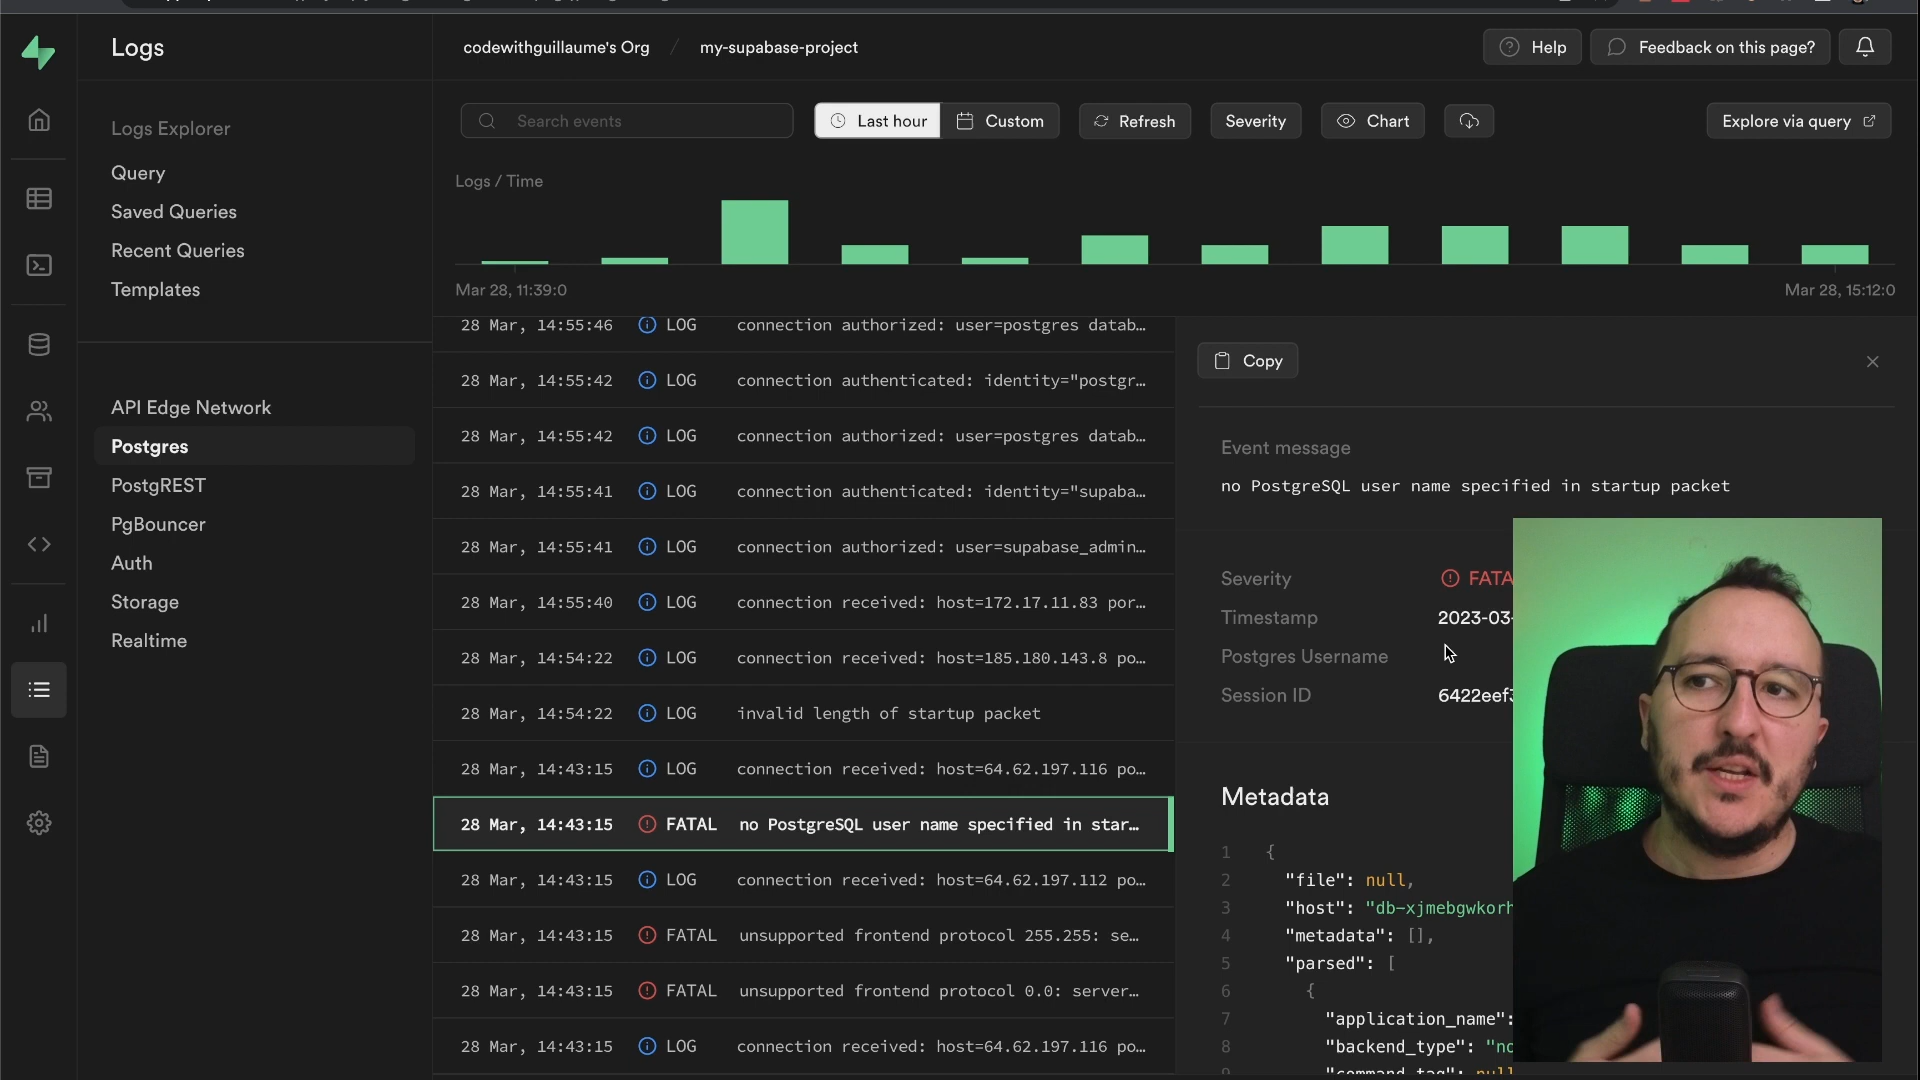 Logs
codewithguillaume's Org / my-supabase-project
Help
Feedback on this page?
Logs Explorer
Query
Saved Queries
Recent Queries
Templates
API Edge Network
Postgres
PostgREST
PgBouncer
Auth
Storage
Realtime
Search events
Last hour
Custom
Refresh
Severity
Chart
Explore via query
Logs / Time
Mar 28, 11:39:0
Mar 28, 15:12:0
28 Mar, 14:55:46 LOG connection authorized: user=postgres datab…
28 Mar, 14:55:42 LOG connection authenticated: identity="postgr…
28 Mar, 14:55:42 LOG connection authorized: user=postgres datab…
28 Mar, 14:55:41 LOG connection authenticated: identity="supaba…
28 Mar, 14:55:41 LOG connection authorized: user=supabase_admin…
28 Mar, 14:55:40 LOG connection received: host=172.17.11.83 por…
28 Mar, 14:54:22 LOG connection received: host=185.180.143.8 po…
28 Mar, 14:54:22 LOG invalid length of startup packet
28 Mar, 14:43:15 LOG connection received: host=64.62.197.116 po…
28 Mar, 14:43:15 FATAL no PostgreSQL user name specified in star…
28 Mar, 14:43:15 LOG connection received: host=64.62.197.112 po…
28 Mar, 14:43:15 FATAL unsupported frontend protocol 255.255: se…
28 Mar, 14:43:15 FATAL unsupported frontend protocol 0.0: server…
28 Mar, 14:43:15 LOG connection received: host=64.62.197.116 po…
Copy
Event message
no PostgreSQL user name specified in startup packet
Severity FATA
Timestamp 2023-03-
Postgres Username
Session ID 6422eef3
Metadata
1 {
2 "file": null,
3 "host": "db-xjmebgwkorh
4 "metadata": [],
5 "parsed": [
6 {
7 "application_name":
8 "backend_type": "no
"command_tag": null